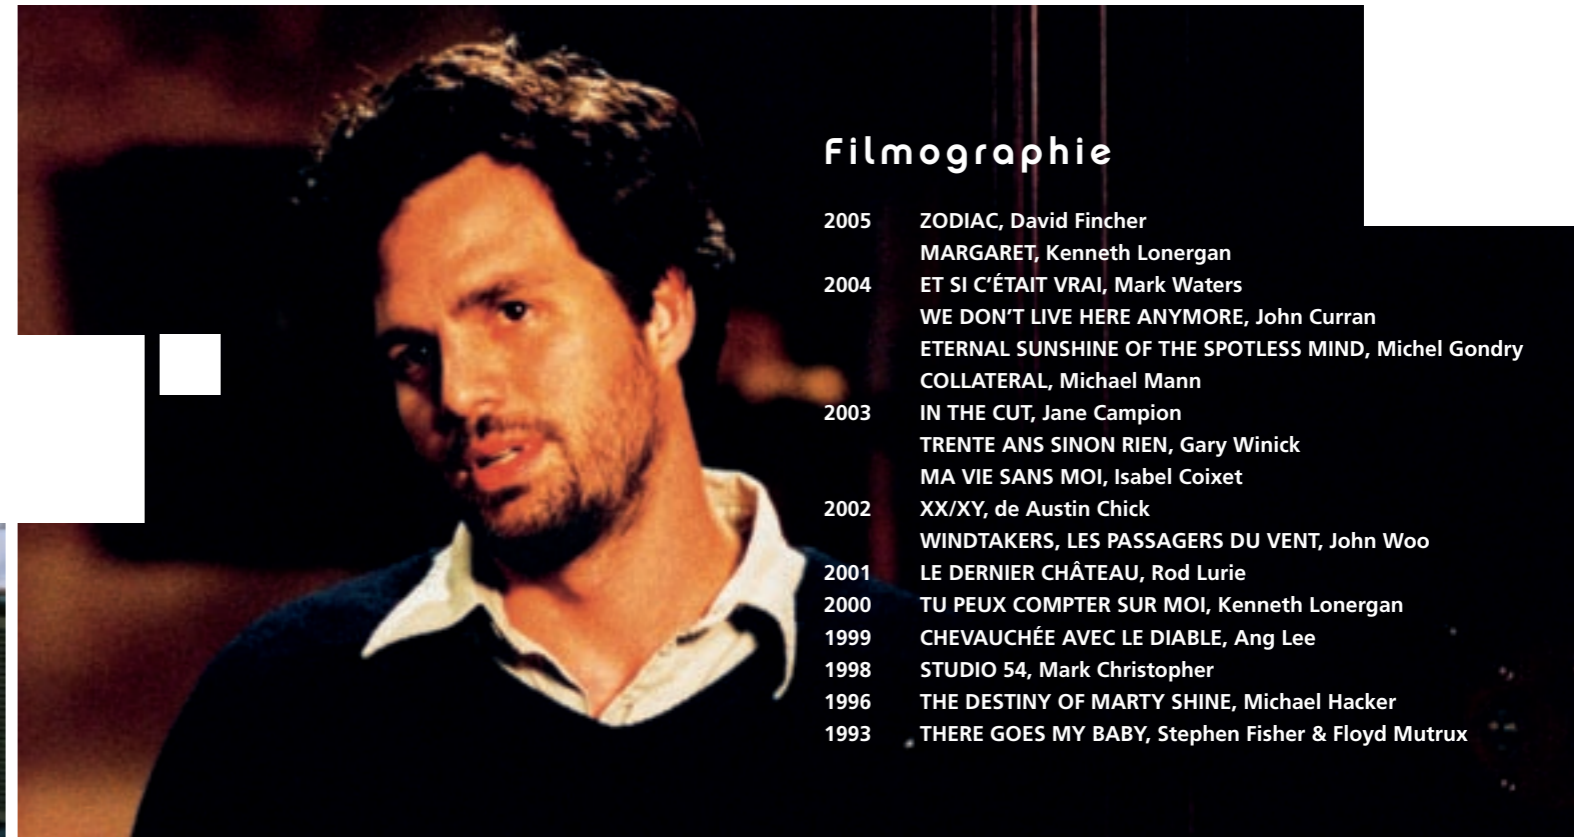 Filmographie
2005 ZODIAC, David Fincher
MARGARET, Kenneth Lonergan
2004 ET SI C’ÉTAIT VRAI, Mark Waters
WE DON’T LIVE HERE ANYMORE, John Curran
ETERNAL SUNSHINE OF THE SPOTLESS MIND, Michel Gondry
COLLATERAL, Michael Mann
2003 IN THE CUT, Jane Campion
TRENTE ANS SINON RIEN, Gary Winick
MA VIE SANS MOI, Isabel Coixet
2002 XX/XY, de Austin Chick
WINDTAKERS, LES PASSAGERS DU VENT, John Woo
2001 LE DERNIER CHÂTEAU, Rod Lurie
2000 TU PEUX COMPTER SUR MOI, Kenneth Lonergan
1999 CHEVAUCHÉE AVEC LE DIABLE, Ang Lee
1998 STUDIO 54, Mark Christopher
1996 THE DESTINY OF MARTY SHINE, Michael Hacker
1993 THERE GOES MY BABY, Stephen Fisher & Floyd Mutrux